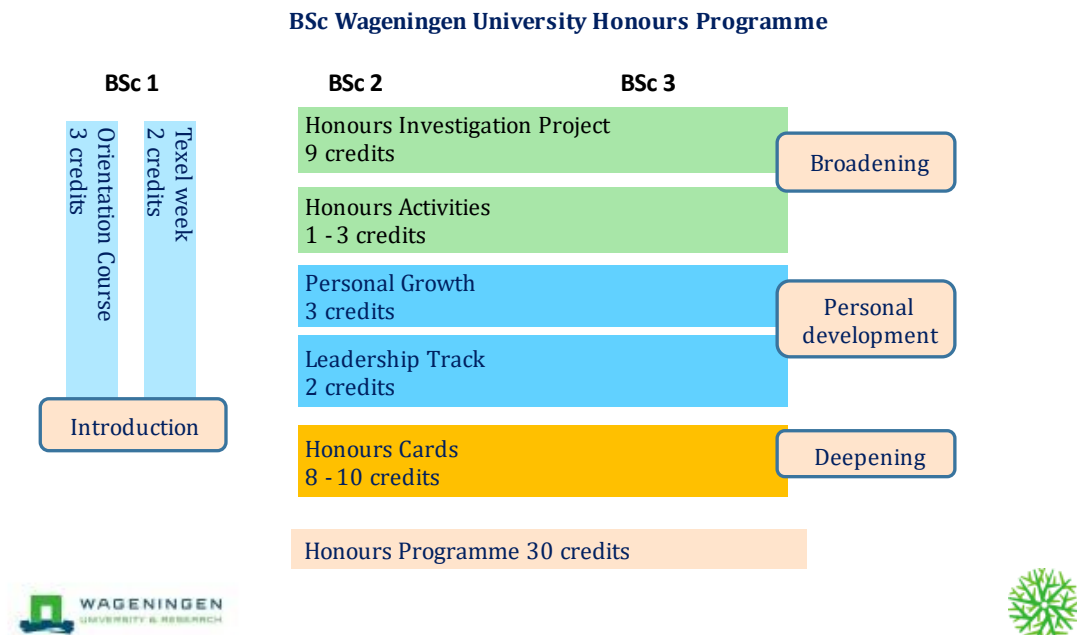 BSc Wageningen University Honours Programme
BSc 1
BSc 2
BSc 3
Orientation Course
3 credits
Texel week
2 credits
Introduction
Honours Investigation Project
9 credits
Honours Activities
1 - 3 credits
Broadening
Personal Growth
3 credits
Leadership Track
2 credits
Personal
development
Honours Cards
8 - 10 credits
Deepening
Honours Programme 30 credits
WAGENINGEN
UNIVERSITY & RESEARCH